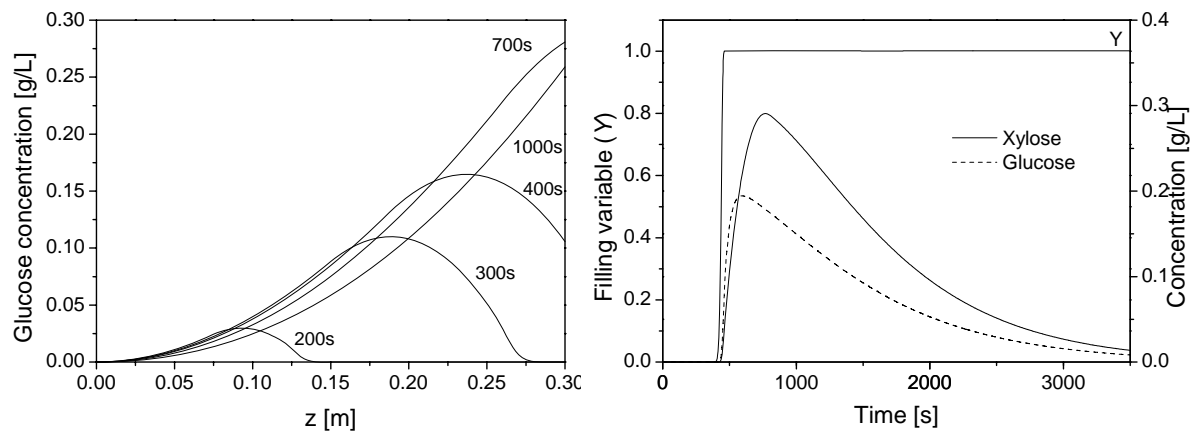 Glucose concentration [g/L]
0.30
0.25
0.20
0.15
0.10
0.05
0.00
700s
1000s
400s
300s
200s
0.00 0.05 0.10 0.15 0.20 0.25 0.30
z [m]
Filling variable (Y)
1.0
0.8
0.6
0.4
0.2
0.0
Y
Xylose
Glucose
0 1000 2000 3000
Time [s]
0.4
0.3
0.2
0.1
0.0
Concentration [g/L]